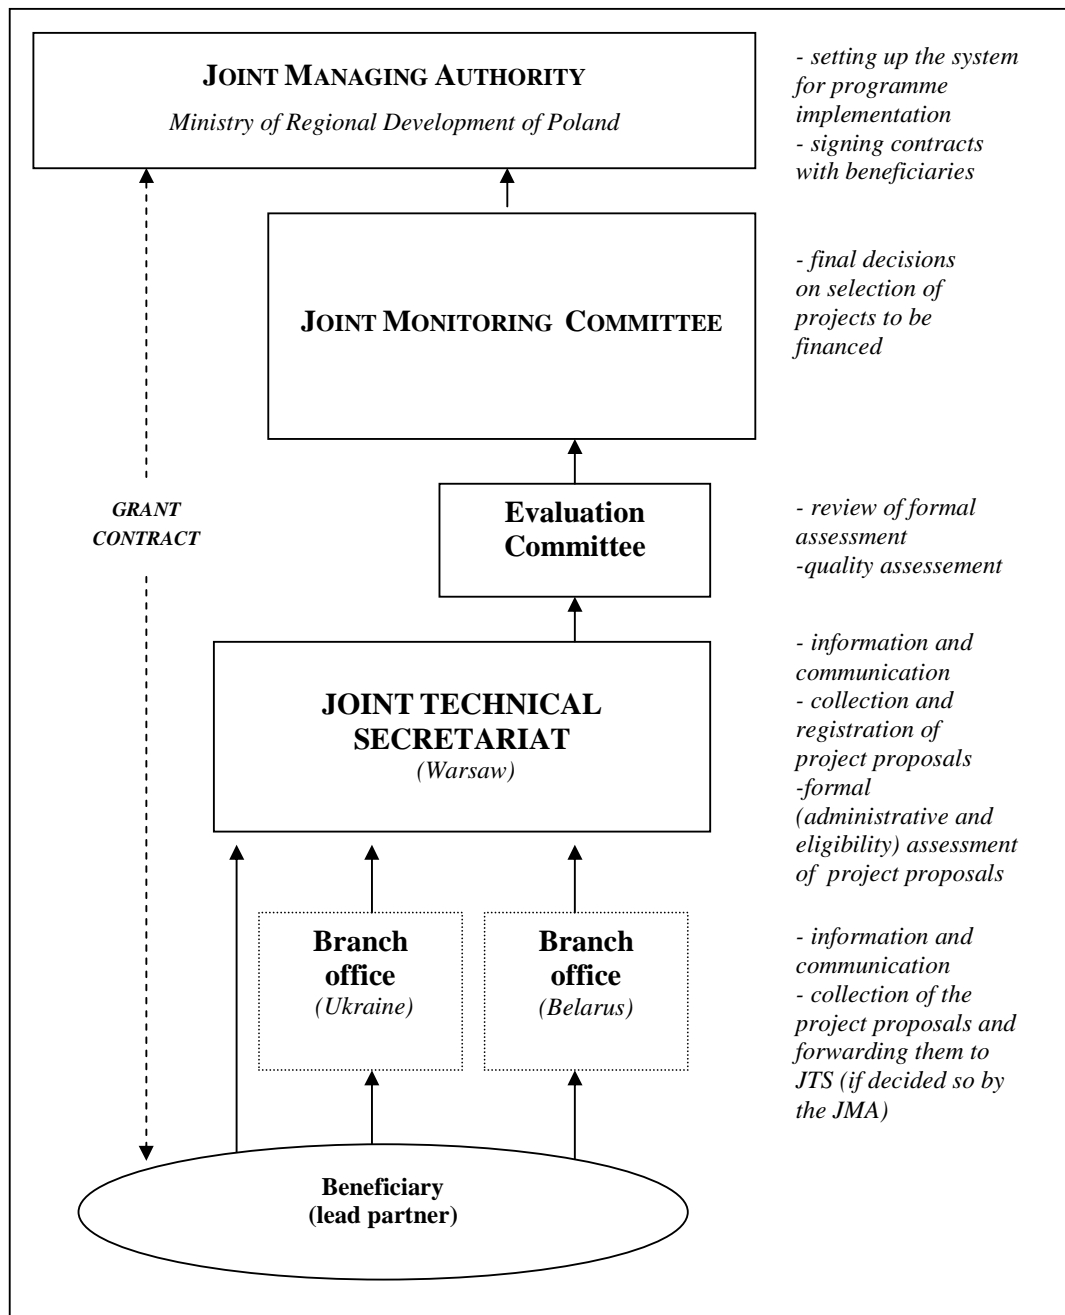 JOINT MANAGING AUTHORITY
Ministry of Regional Development of Poland
- setting up the system
for programme
implementation
- signing contracts
with beneficiaries
JOINT MONITORING COMMITTEE
- final decisions
on selection of
projects to be
financed
GRANT
CONTRACT
Evaluation
Committee
- review of formal
assessment
-quality assessement
JOINT TECHNICAL
SECRETARIAT
(Warsaw)
- information and
communication
- collection and
registration of
project proposals
-formal
(administrative and
eligibility) assessment
of project proposals
Branch
office
(Ukraine)
Branch
office
(Belarus)
- information and
communication
- collection of the
project proposals and
forwarding them to
JTS (if decided so by
the JMA)
Beneficiary
(lead partner)